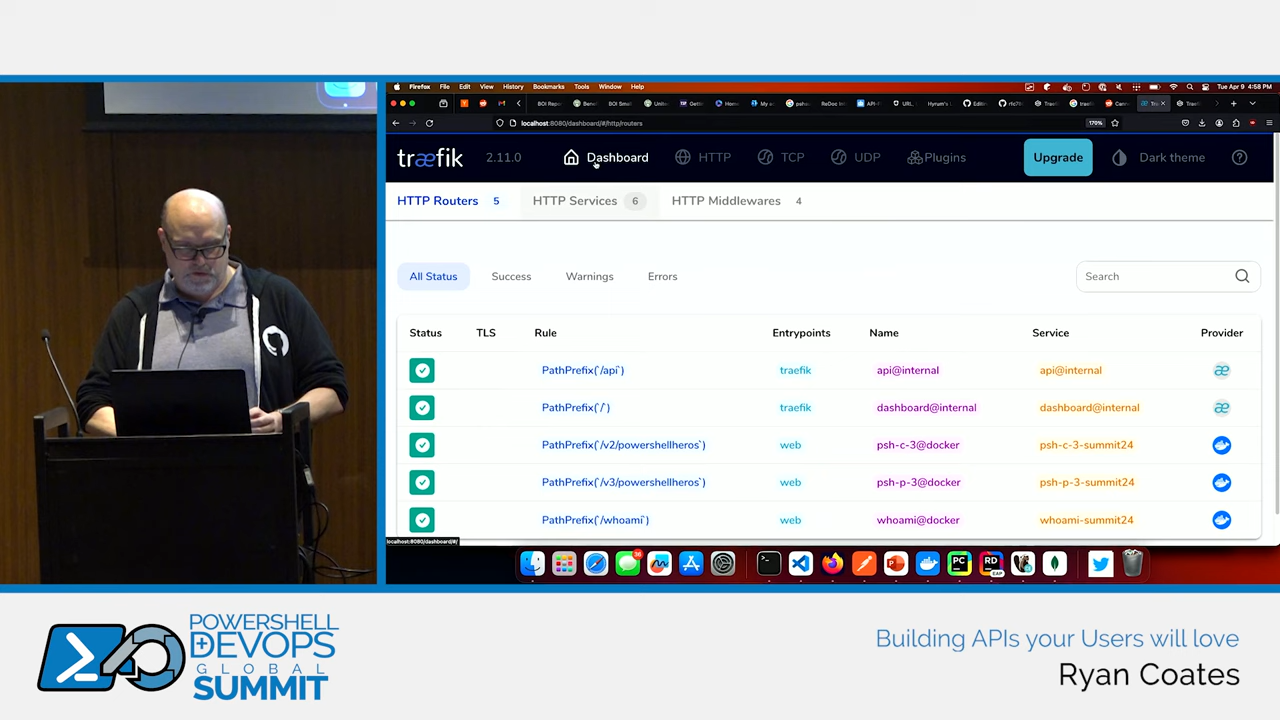 Firefox File Edit View History Bookmarks Tools Window Help
Tue Apr 9 4:58 PM
localhost:8080/dashboard/#/http/routers
170%
træfik 2.11.0 Dashboard HTTP TCP UDP Plugins Upgrade Dark theme
HTTP Routers 5 HTTP Services 6 HTTP Middlewares 4
All Status Success Warnings Errors Search
Status TLS Rule Entrypoints Name Service Provider
PathPrefix(`/api`) traefik api@internal api@internal
PathPrefix(`/`) traefik dashboard@internal dashboard@internal
PathPrefix(`/v2/powershellheros`) web psh-c-3@docker psh-c-3-summit24
PathPrefix(`/v3/powershellheros`) web psh-p-3@docker psh-p-3-summit24
PathPrefix(`/whoami`) web whoami@docker whoami-summit24
localhost:8080/dashboard/#/
POWERSHELL
DEVOPS
GLOBAL
SUMMIT
Building APIs your Users will love
Ryan Coates